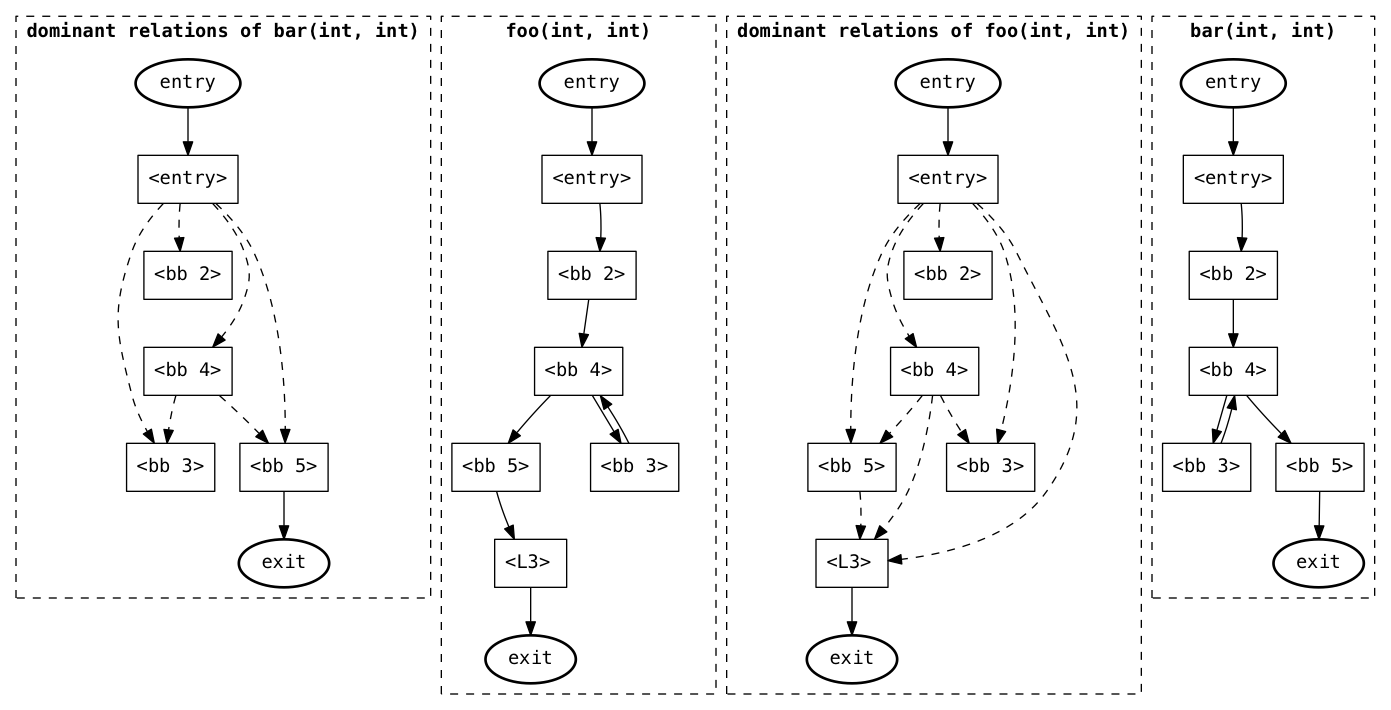 dominant relations of bar(int, int)
entry
<entry>
<bb 2>
<bb 4>
<bb 3>
<bb 5>
exit
foo(int, int)
entry
<entry>
<bb 2>
<bb 4>
<bb 5>
<bb 3>
<L3>
exit
dominant relations of foo(int, int)
entry
<entry>
<bb 2>
<bb 4>
<bb 5>
<bb 3>
<L3>
exit
bar(int, int)
entry
<entry>
<bb 2>
<bb 4>
<bb 3>
<bb 5>
exit